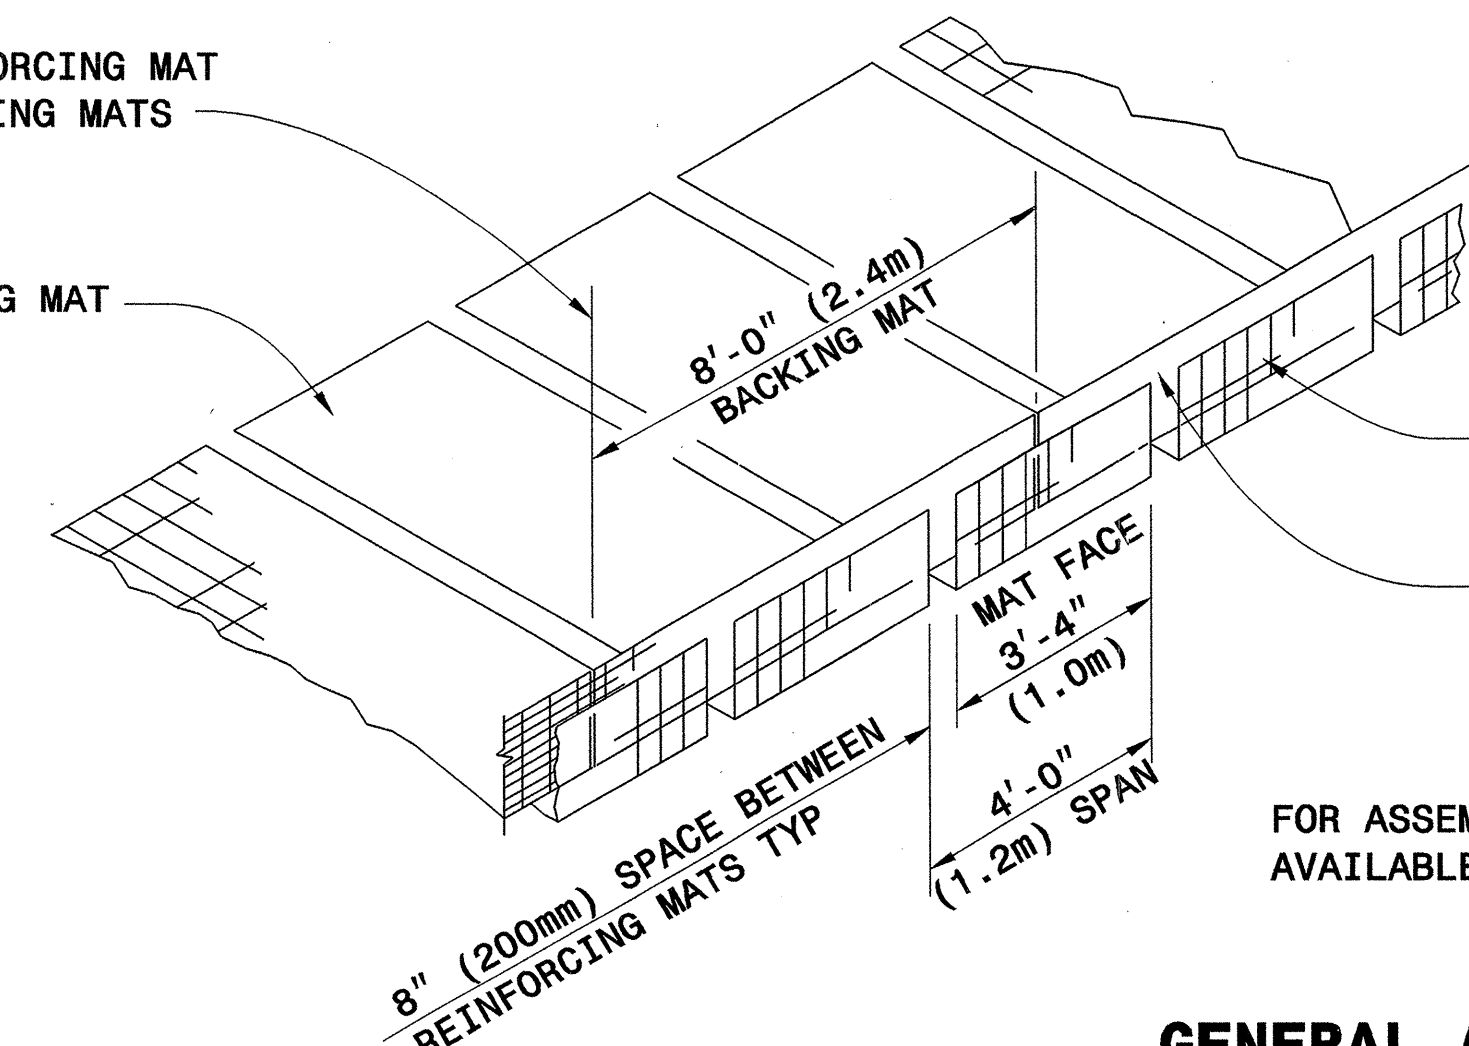 ORCING MAT
ING MATS
G MAT
8'-0" (2.4m)
BACKING MAT
MAT FACE
3'-4"
(1.0m)
4'-0"
(1.2m) SPAN
8" (200mm) SPACE BETWEEN
REINFORCING MATS TYP
FOR ASSEM
AVAILABLE
GENERAL